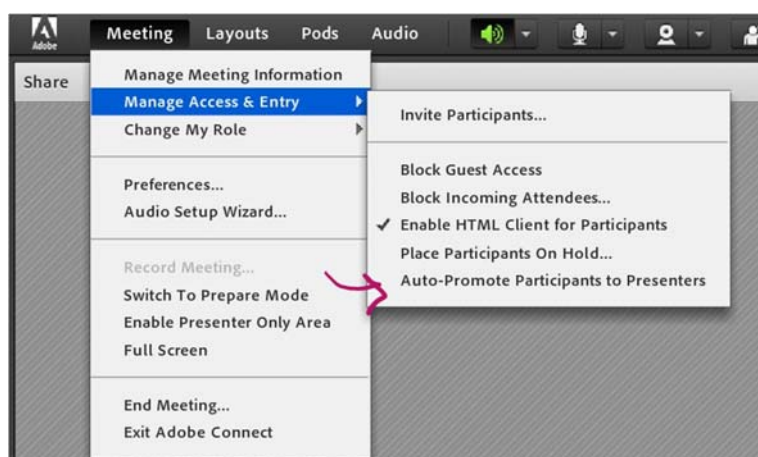 Adobe
Meeting Layouts Pods Audio
Share
Manage Meeting Information
Manage Access & Entry
Change My Role
Preferences...
Audio Setup Wizard...
Record Meeting...
Switch To Prepare Mode
Enable Presenter Only Area
Full Screen
End Meeting...
Exit Adobe Connect
Invite Participants...
Block Guest Access
Block Incoming Attendees...
Enable HTML Client for Participants
Place Participants On Hold...
Auto-Promote Participants to Presenters